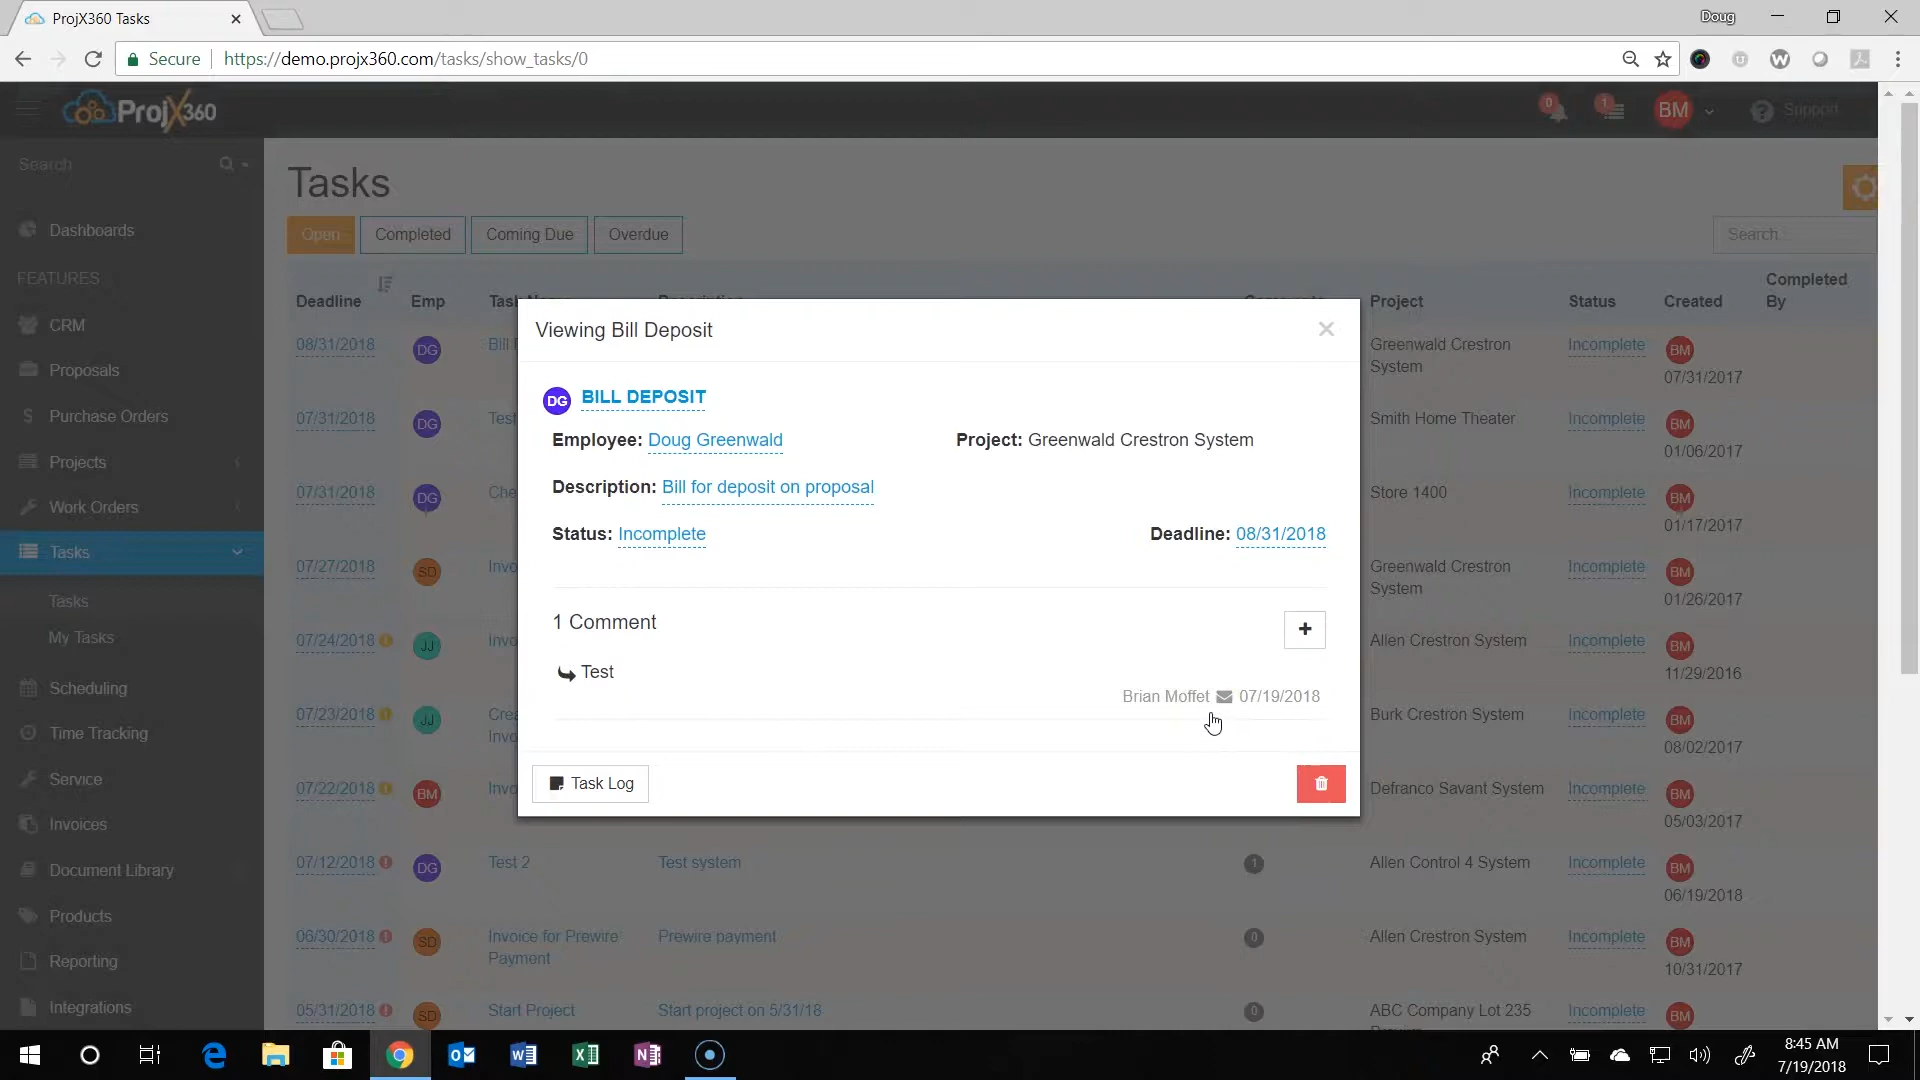 ProjX360 Tasks
Doug
Secure
https://demo.projx360.com/tasks/show_tasks/0
ProjX360
0
1
BM
Support
Search
Dashboards
FEATURES
CRM
Proposals
Purchase Orders
Projects
Work Orders
Tasks
Tasks
My Tasks
Scheduling
Time Tracking
Service
Invoices
Document Library
Products
Reporting
Integrations
Tasks
Open
Completed
Coming Due
Overdue
Search...
Deadline
Emp
Project
Status
Created
Completed
By
08/31/2018
DG
Bill
Greenwald Crestron
System
Incomplete
BM
07/31/2017
07/31/2018
DG
Test
Smith Home Theater
Incomplete
BM
01/06/2017
07/31/2018
DG
Store 1400
Incomplete
BM
01/17/2017
07/27/2018
SD
Greenwald Crestron
System
Incomplete
BM
01/26/2017
07/24/2018
JJ
Allen Crestron System
Incomplete
BM
11/29/2016
07/23/2018
JJ
Burk Crestron System
Incomplete
BM
08/02/2017
07/22/2018
BM
Defranco Savant System
Incomplete
BM
05/03/2017
07/12/2018
DG
Test 2
Test system
1
Allen Control 4 System
Incomplete
BM
06/19/2018
06/30/2018
SD
Invoice for Prewire
Payment
Prewire payment
0
Allen Crestron System
Incomplete
BM
10/31/2017
05/31/2018
SD
Start Project
Start project on 5/31/18
0
ABC Company Lot 235
Incomplete
BM
Viewing Bill Deposit
DG
BILL DEPOSIT
Employee: Doug Greenwald
Project: Greenwald Crestron System
Description: Bill for deposit on proposal
Status: Incomplete
Deadline: 08/31/2018
1 Comment
Test
Brian Moffet 07/19/2018
Task Log
8:45 AM
7/19/2018